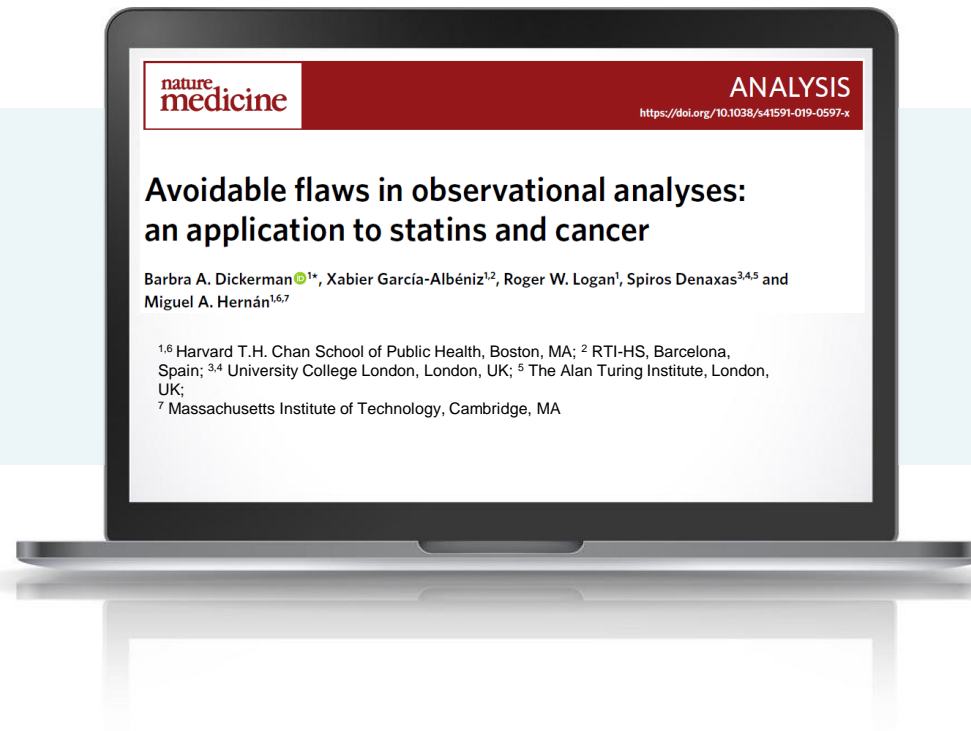 nature
medicine
ANALYSIS
https://doi.org/10.1038/s41591-019-0597-x
Avoidable flaws in observational analyses:
an application to statins and cancer
Barbra A. Dickerman iD 1*, Xabier García-Albéniz1,2, Roger W. Logan1, Spiros Denaxas3,4,5 and
Miguel A. Hernán1,6,7
1,6 Harvard T.H. Chan School of Public Health, Boston, MA; 2 RTI-HS, Barcelona,
Spain; 3,4 University College London, London, UK; 5 The Alan Turing Institute, London,
UK;
7 Massachusetts Institute of Technology, Cambridge, MA